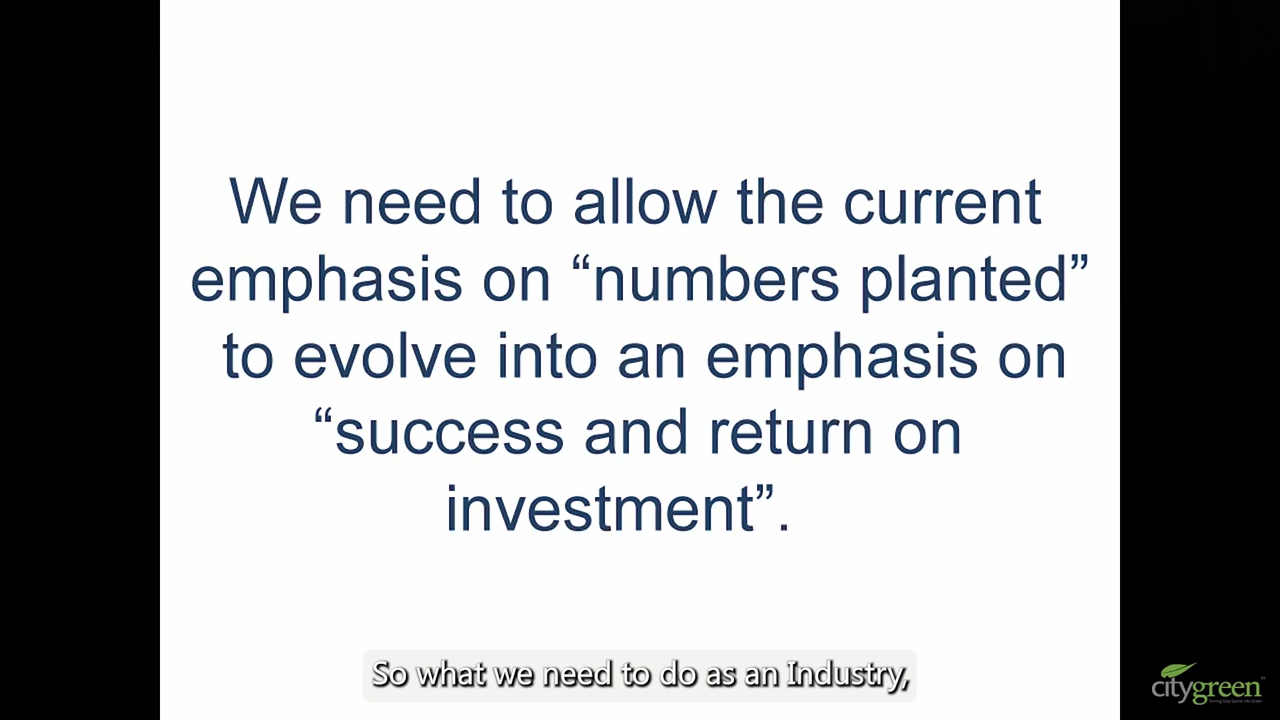 We need to allow the current
emphasis on “numbers planted”
to evolve into an emphasis on
“success and return on
investment”.
So what we need to do as an Industry,
citygreen™